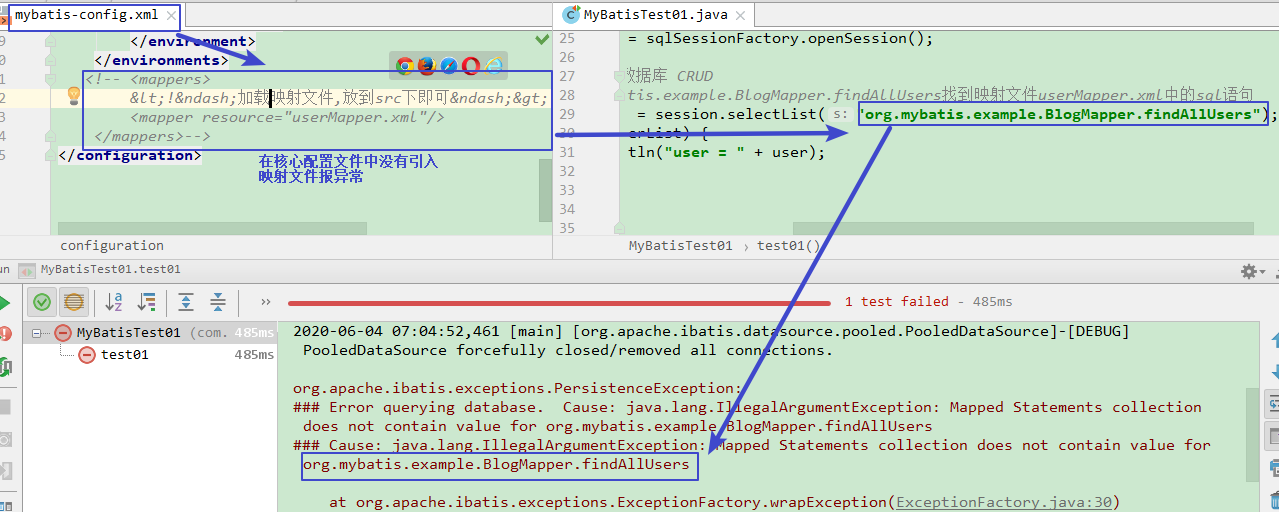 mybatis-config.xml
MyBatisTest01.java
</environment>
</environments>
<!-- <mappers>
&lt;!&ndash;加载映射文件,放到src下即可&ndash;&gt;
<mapper resource="userMapper.xml"/>
</mappers>-->
</configuration>
在核心配置文件中没有引入
映射文件报异常
configuration
25
= sqlSessionFactory.openSession();
26
27
数据库 CRUD
28
tis.example.BlogMapper.findAllUsers找到映射文件userMapper.xml中的sql语句
29
= session.selectList( s: "org.mybatis.example.BlogMapper.findAllUsers");
30
erList) {
31
tln("user = " + user);
32
33
34
35
MyBatisTest01 › test01()
un MyBatisTest01.test01
1 test failed - 485ms
MyBatisTest01 (com. 485ms
test01 485ms
2020-06-04 07:04:52,461 [main] [org.apache.ibatis.datasource.pooled.PooledDataSource]-[DEBUG]
PooledDataSource forcefully closed/removed all connections.
org.apache.ibatis.exceptions.PersistenceException:
### Error querying database.  Cause: java.lang.IllegalArgumentException: Mapped Statements collection
does not contain value for org.mybatis.example.BlogMapper.findAllUsers
### Cause: java.lang.IllegalArgumentException: Mapped Statements collection does not contain value for
org.mybatis.example.BlogMapper.findAllUsers
at org.apache.ibatis.exceptions.ExceptionFactory.wrapException(ExceptionFactory.java:30)